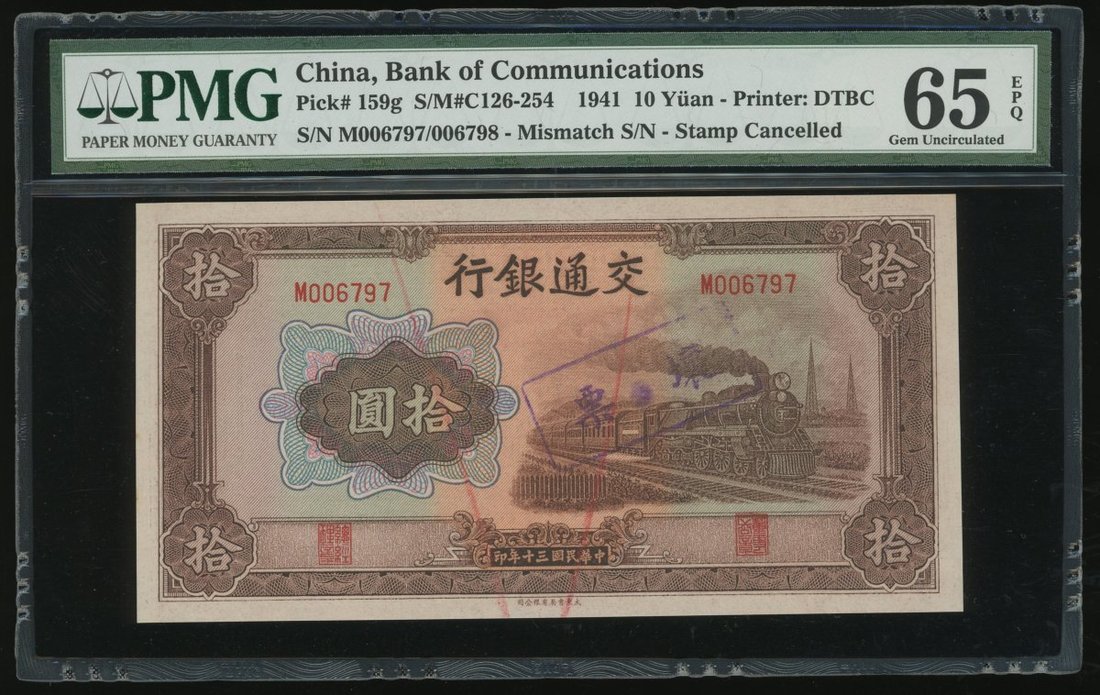 PMG
PAPER MONEY GUARANTY
China, Bank of Communications
Pick# 159g S/M#C126-254 1941 10 Yüan - Printer: DTBC
S/N M006797/006798 - Mismatch S/N - Stamp Cancelled
65
EPQ
Gem Uncirculated
拾
拾
行銀通交
M006797
M006797
圓拾
拾
拾
印年十三國民華中